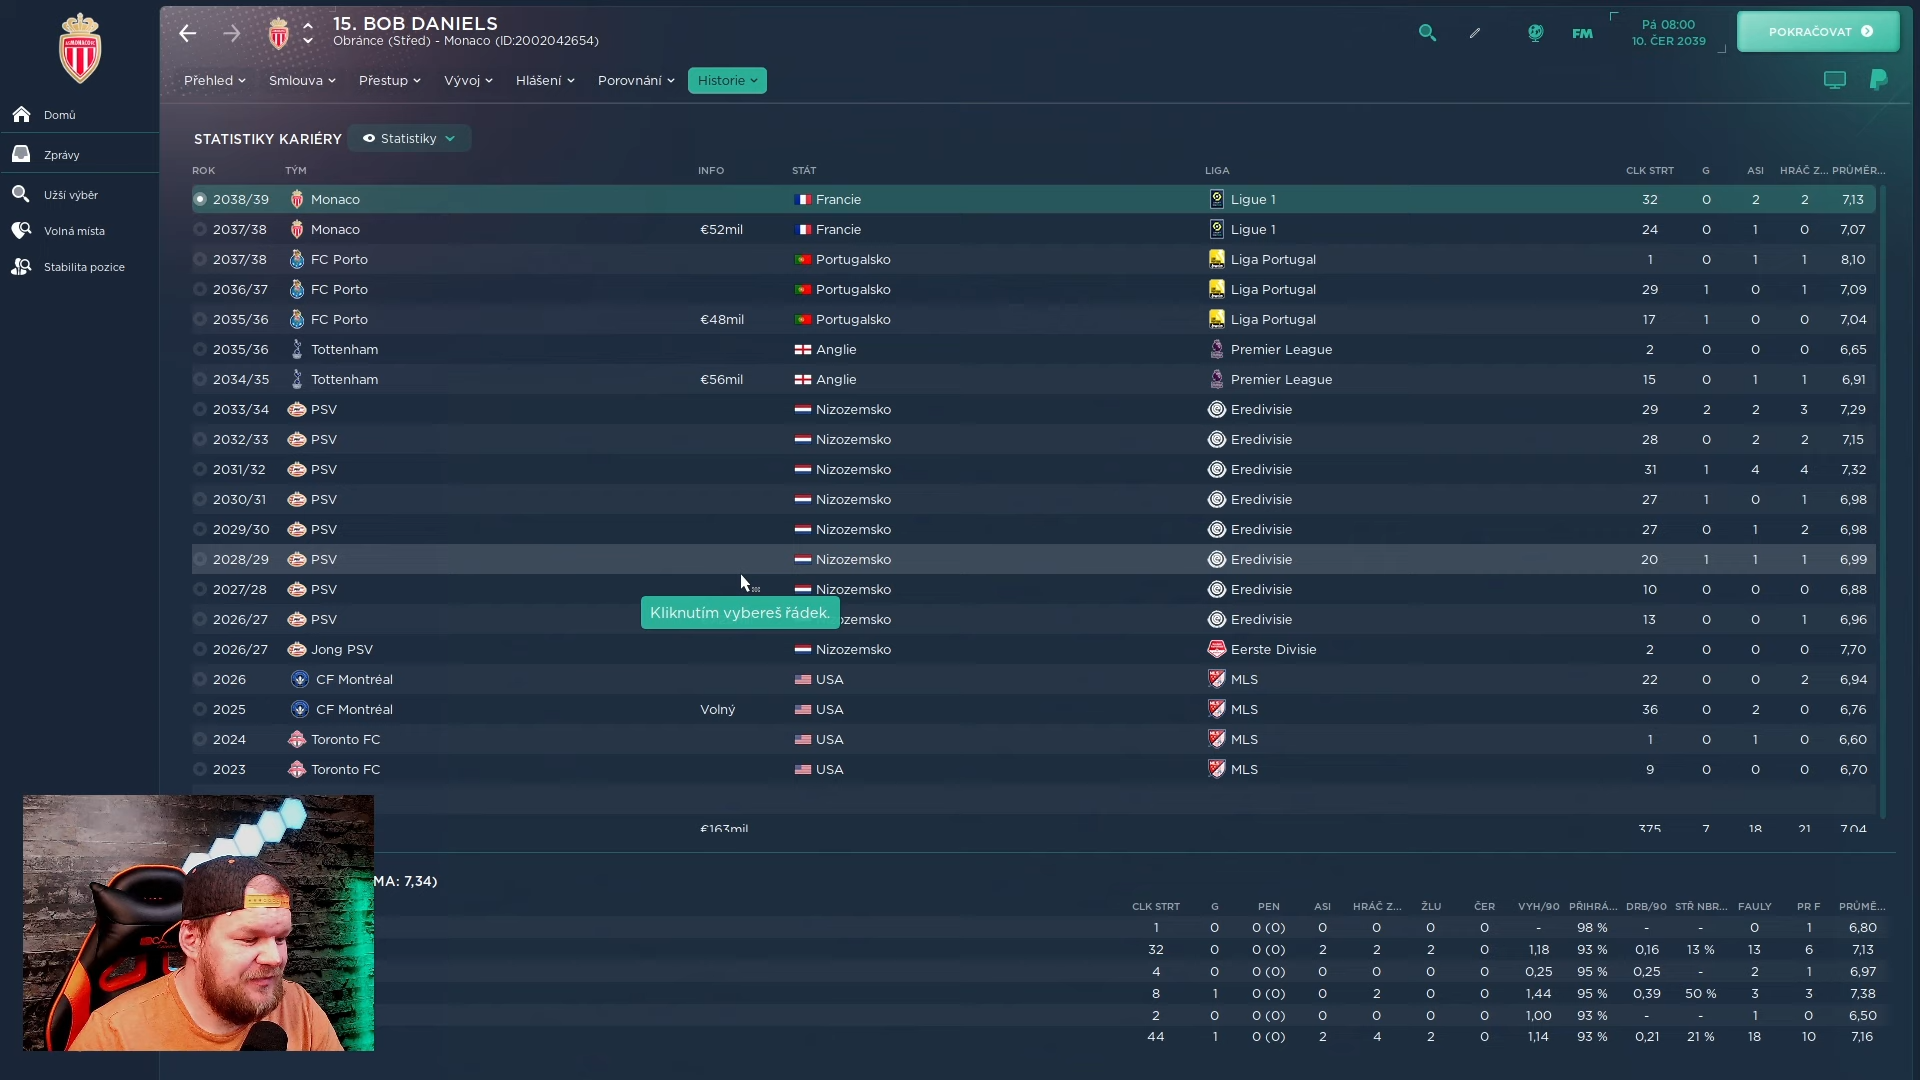 15. BOB DANIELS
Obránce (Střed) - Monaco (ID:2002042654)
FM
Pá 08:00
10. ČER 2039
POKRAČOVAT
Přehled
Smlouva
Přestup
Vývoj
Hlášení
Porovnání
Historie
Domů
Zprávy
Užší výběr
Volná místa
Stabilita pozice
STATISTIKY KARIÉRY
Statistiky
ROK TÝM INFO STÁT LIGA CLK STRT G ASI HRÁČ Z... PRŮMĚR...
2038/39 Monaco Francie Ligue 1 32 0 2 2 7,13
2037/38 Monaco €52mil Francie Ligue 1 24 0 1 0 7,07
2037/38 FC Porto Portugalsko Liga Portugal 1 0 1 1 8,10
2036/37 FC Porto Portugalsko Liga Portugal 29 1 0 1 7,09
2035/36 FC Porto €48mil Portugalsko Liga Portugal 17 1 0 0 7,04
2035/36 Tottenham Anglie Premier League 2 0 0 0 6,65
2034/35 Tottenham €56mil Anglie Premier League 15 0 1 1 6,91
2033/34 PSV Nizozemsko Eredivisie 29 2 2 3 7,29
2032/33 PSV Nizozemsko Eredivisie 28 0 2 2 7,15
2031/32 PSV Nizozemsko Eredivisie 31 1 4 4 7,32
2030/31 PSV Nizozemsko Eredivisie 27 1 0 1 6,98
2029/30 PSV Nizozemsko Eredivisie 27 0 1 2 6,98
2028/29 PSV Nizozemsko Eredivisie 20 1 1 1 6,99
2027/28 PSV Nizozemsko Eredivisie 10 0 0 0 6,88
Kliknutím vybereš řádek.
2026/27 PSV ozemsko Eredivisie 13 0 0 1 6,96
2026/27 Jong PSV Nizozemsko Eerste Divisie 2 0 0 0 7,70
2026 CF Montréal USA MLS 22 0 0 2 6,94
2025 CF Montréal Volný USA MLS 36 0 2 0 6,76
2024 Toronto FC USA MLS 1 0 1 0 6,60
2023 Toronto FC USA MLS 9 0 0 0 6,70
€163mil 375 7 18 21 7,04
MA: 7,34)
CLK STRT G PEN ASI HRÁČ Z... ŽLU ČER VYH/90 PŘIHRÁ... DRB/90 STŘ NBR... FAULY PR F PRŮMĚ...
1 0 0 (0) 0 0 0 0 - 98 % - - 0 1 6,80
32 0 0 (0) 2 2 2 0 1,18 93 % 0,16 13 % 13 6 7,13
4 0 0 (0) 0 0 0 0 0,25 95 % 0,25 - 2 1 6,97
8 1 0 (0) 0 2 0 0 1,44 95 % 0,39 50 % 3 3 7,38
2 0 0 (0) 0 0 0 0 1,00 93 % - - 1 0 6,50
44 1 0 (0) 2 4 2 0 1,14 93 % 0,21 21 % 18 10 7,16